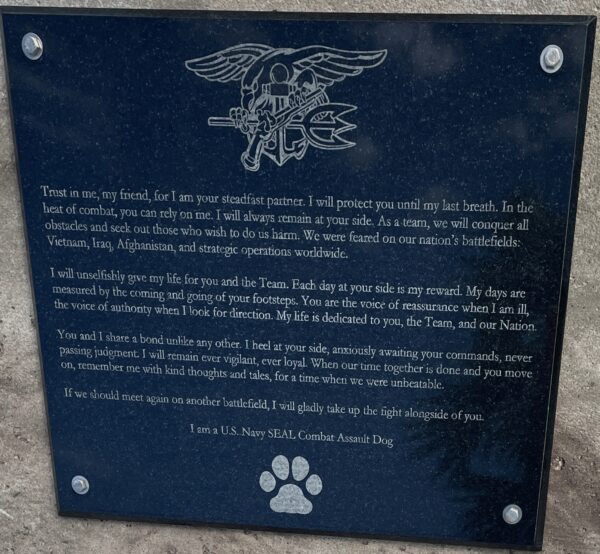 Trust in me, my friend, for I am your steadfast partner. I will protect you until my last breath. In the
heat of combat, you can rely on me. I will always remain at your side. As a team, we will conquer all
obstacles and seek out those who wish to do us harm. We were feared on our nation's battlefields:
Vietnam, Iraq, Afghanistan, and strategic operations worldwide.
I will unselfishly give my life for you and the Team. Each day at your side is my reward. My days are
measured by the coming and going of your footsteps. You are the voice of reassurance when I am ill,
the voice of authority when I look for direction. My life is dedicated to you, the Team, and our Nation.
You and I share a bond unlike any other. I heel at your side, anxiously awaiting your commands, never
passing judgment. I will remain ever vigilant, ever loyal. When our time together is done and you move
on, remember me with kind thoughts and tales, for a time when we were unbeatable.
If we should meet again on another battlefield, I will gladly take up the fight alongside of you.
I am a U.S. Navy SEAL Combat Assault Dog